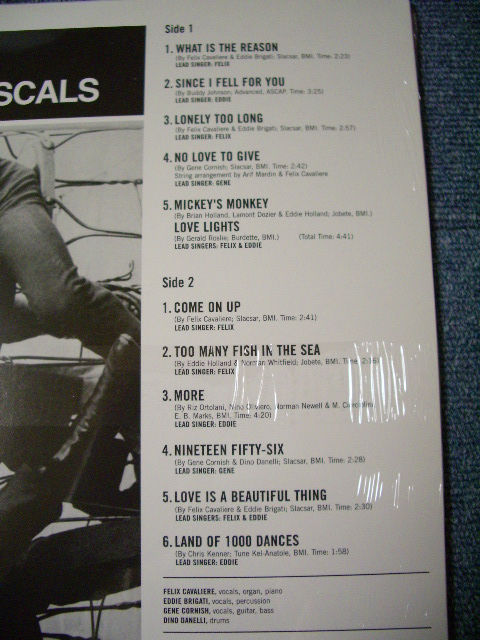 SCALS
Side 1
1. WHAT IS THE REASON
(By Felix Cavaliere & Eddie Brigati, Slacsar, BMI. Time: 2:23)
LEAD SINGER: FELIX
2. SINCE I FELL FOR YOU
(By Buddy Johnson; Advanced, ASCAP. Time: 3:25)
LEAD SINGER: EDDIE
3. LONELY TOO LONG
(By Felix Cavaliere & Eddie Brigati, Slacsar, BMI. Time: 2:57)
LEAD SINGER: FELIX
4. NO LOVE TO GIVE
(By Gene Cornish; Slacsar, BMI. Time: 2:42)
String arrangement by Arif Mardin & Felix Cavaliere
LEAD SINGER: GENE
5. MICKEY'S MONKEY
(By Brian Holland, Lamont Dozier & Eddie Holland; Jobete, BMI.)
LOVE LIGHTS
(By Gerald Roslie; Burdette, BMI.) (Total Time: 4:41)
LEAD SINGERS: FELIX & EDDIE
Side 2
1. COME ON UP
(By Felix Cavaliere; Slacsar, BMI. Time: 2:41)
LEAD SINGER: FELIX
2. TOO MANY FISH IN THE SEA
(By Eddie Holland & Norman Whitfield; Jobete, BMI. Time
LEAD SINGER: FELIX
3. MORE
(By Riz Ortolani, Nino Oliviero, Norman Newell & M.
E. B. Marks, BMI. Time: 4:20)
LEAD SINGER: EDDIE
4. NINETEEN FIFTY-SIX
(By Gene Cornish & Dino Danelli; Slacsar, BMI. Time: 2:28)
LEAD SINGER: GENE
5. LOVE IS A BEAUTIFUL THING
(By Felix Cavaliere & Eddie Brigati; Slacsar, BMI. Time: 2:30)
LEAD SINGERS: FELIX & EDDIE
6. LAND OF 1000 DANCES
(By Chris Kenner; Tune Kel-Anatole, BMI. Time: 1:58)
LEAD SINGER: EDDIE
FELIX CAVALIERE, vocals, organ, piano
EDDIE BRIGATI, vocals, percussion
GENE CORNISH, vocals, guitar, bass
DINO DANELLI, drums